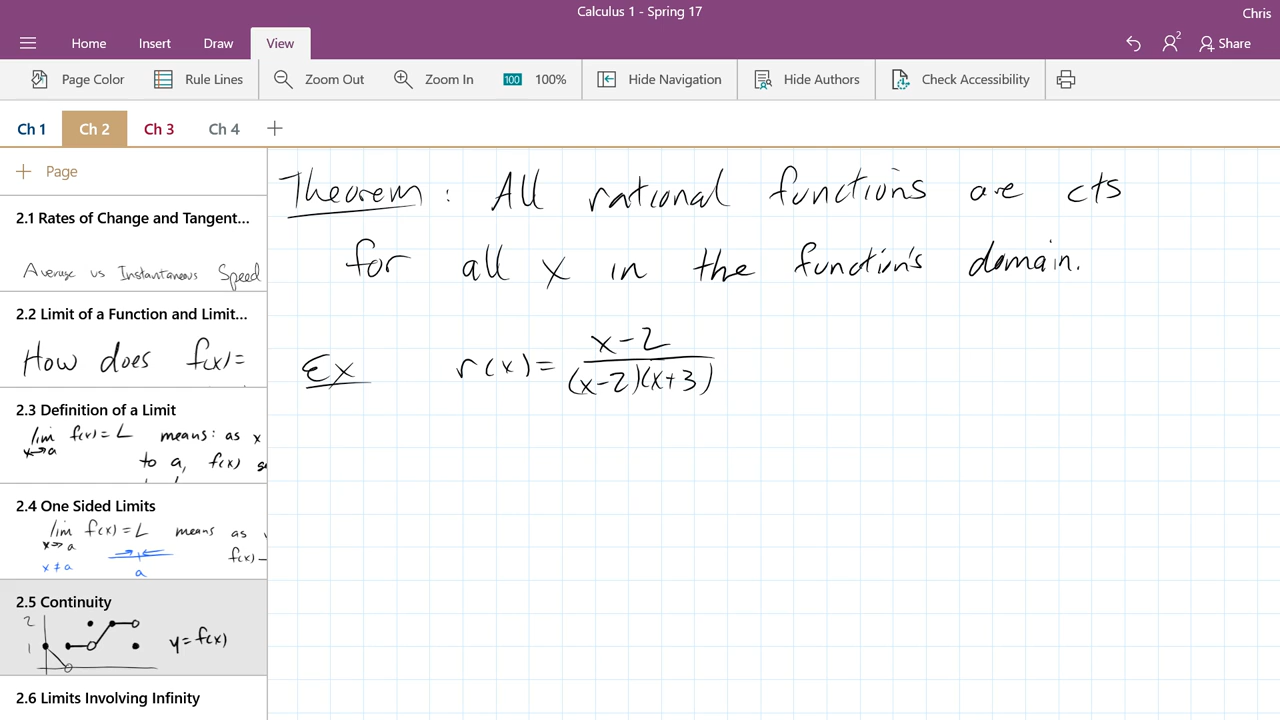 Calculus 1 - Spring 17
Chris
Home Insert Draw View
2 Share
Page Color Rule Lines Zoom Out Zoom In 100 100% Hide Navigation Hide Authors Check Accessibility
Ch 1 Ch 2 Ch 3 Ch 4 +
+ Page
2.1 Rates of Change and Tangent...
Average vs Instantaneous Speed
2.2 Limit of a Function and Limit...
How does f(x)=
2.3 Definition of a Limit
lim f(x) = L means: as x
x→a
to a, f(x)
2.4 One Sided Limits
lim f(x) = L means as
x→a
x≠a f(x)
a
2.5 Continuity
2
1 y=f(x)
2.6 Limits Involving Infinity
Theorem: All rational functions are cts
for all x in the function's domain.
Ex r(x) = x-2
(x-2)(x+3)